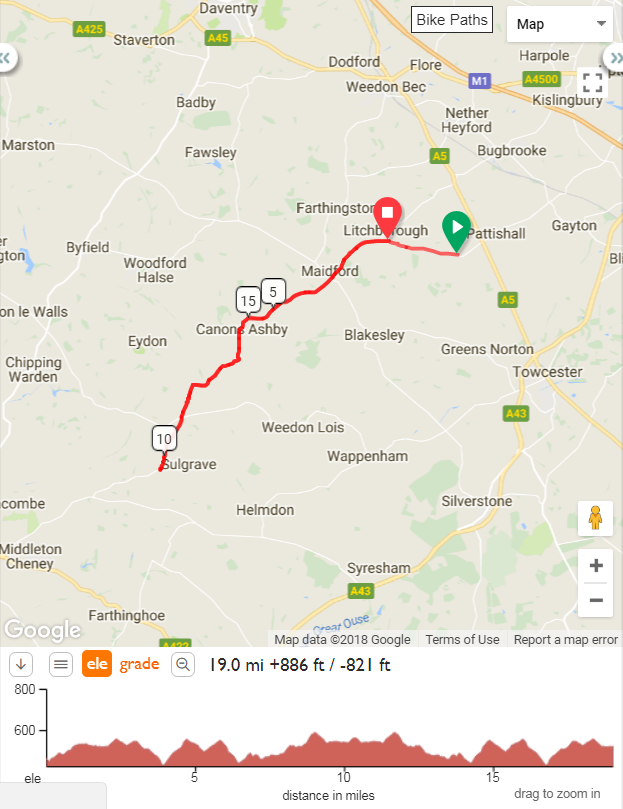 Daventry
Bike Paths
Map
A425
Staverton
A45
Harpole
Dodford
Flore
M1
A4500
Weedon Bec
Kislingbury
Badby
Nether
Heyford
Marston
Fawsley
A5
Bugbrooke
Farthingston
Litchborough
Pattishall
Gayton
Byfield
Woodford
Halse
Maidford
15
5
A5
on le Walls
Canons Ashby
Eydon
Blakesley
Greens Norton
Chipping
Warden
Towcester
A43
Weedon Lois
10
Sulgrave
Wappenham
combe
Helmdon
Silverstone
Middleton
Cheney
Syresham
A43
Farthinghoe
Great Ouse
Google
A422
Map data ©2018 Google
Terms of Use
Report a map error
ele
grade
19.0 mi +886 ft / -821 ft
800
600
ele
5
10
15
distance in miles
drag to zoom in